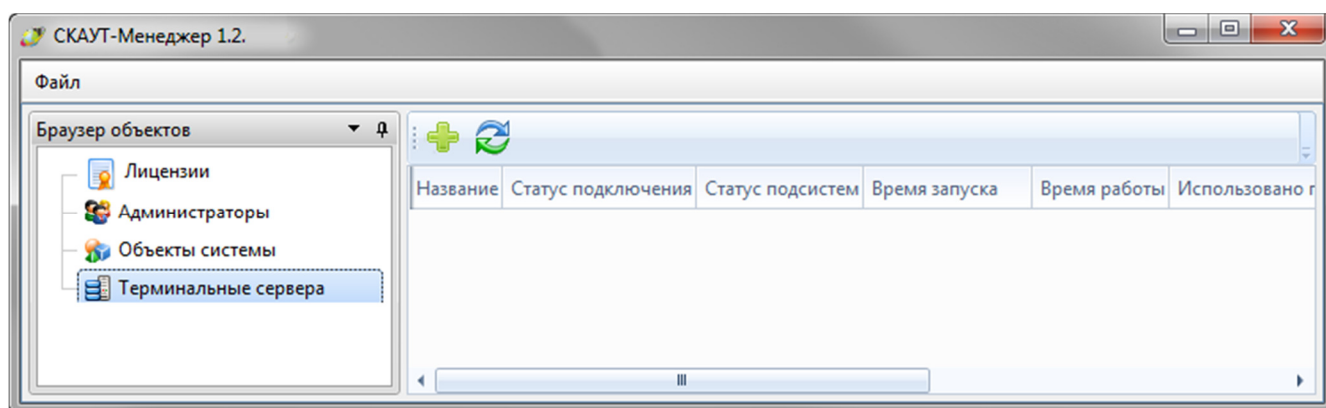 СКАУТ-Менеджер 1.2.
Файл
Браузер объектов
Лицензии
Администраторы
Объекты системы
Терминальные сервера
Название Статус подключения Статус подсистем Время запуска Время работы Использовано